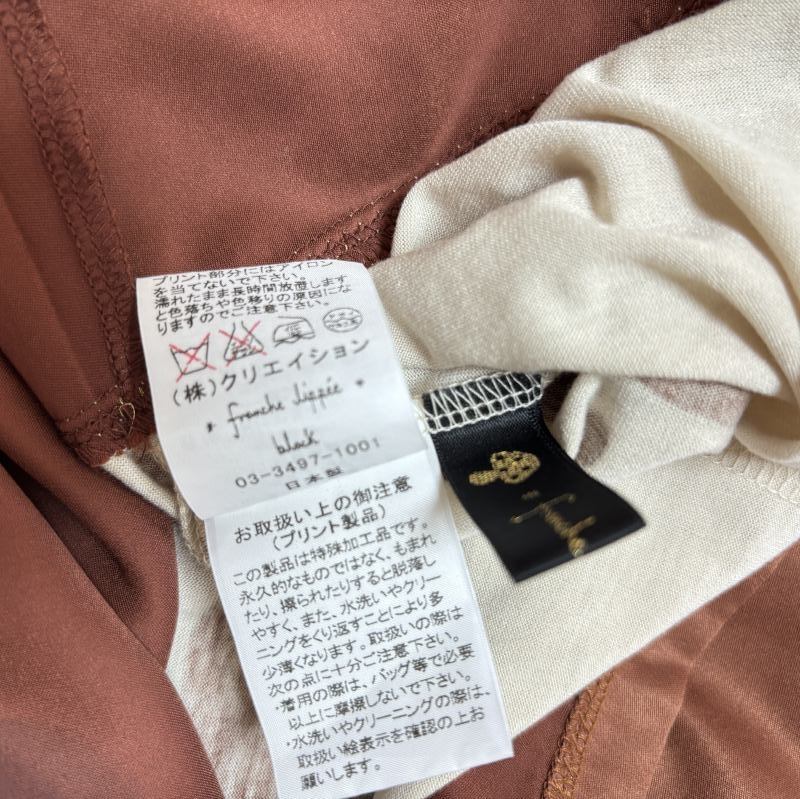 プリント部分にはアイロン
を当てないで下さい。
濡れたまま長時間放置します
と色落ちや色移りの原因にな
りますのでご注意下さい。
(株)クリエイション
franche lippée
black
03-3497-1001
日本製
お取扱い上の御注意
(プリント製品)
この製品は特殊加工品です。
永久的なものではなく、もまれ
たり、擦られたりすると脱落し
やすく、また、水洗いやクリー
ニングをくり返すことにより多
少薄くなります。取扱いの際は
次の点に十分ご注意下さい。
・着用の際は、バッグ等で必要
以上に摩擦しないで下さい。
・水洗いやクリーニングの際は、
取扱い絵表示を確認の上お
願いします。